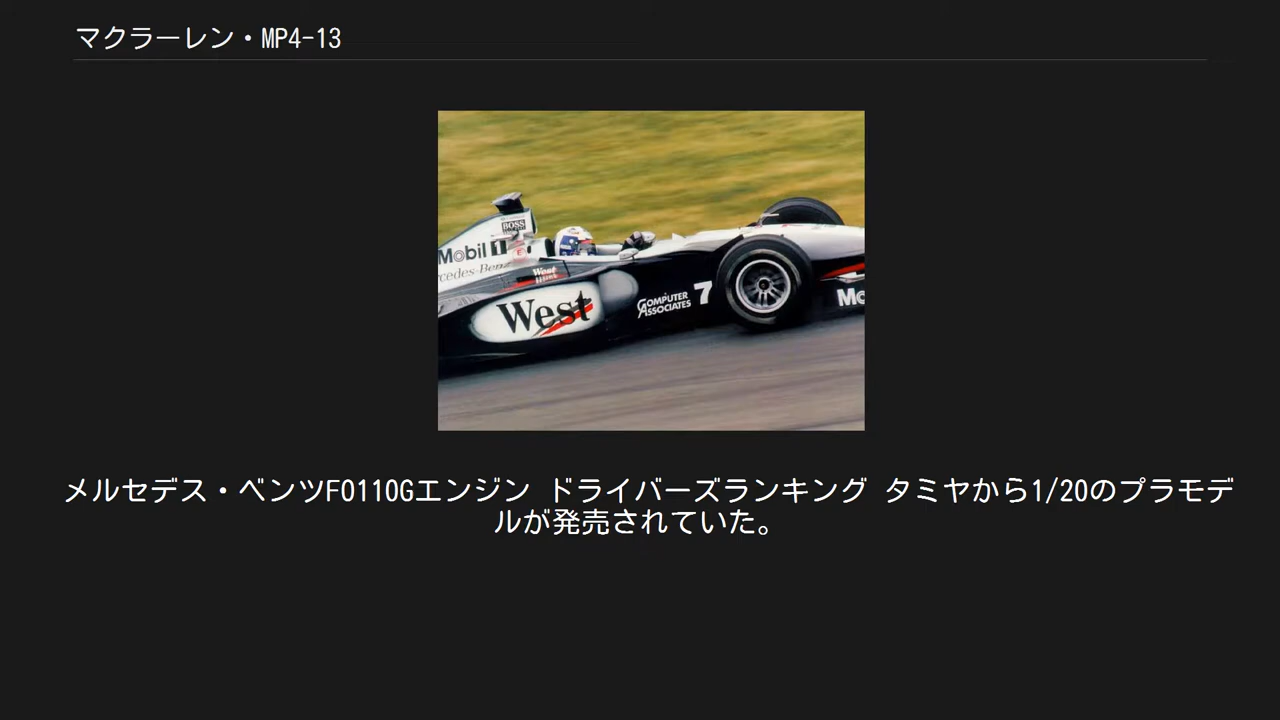 マクラーレン・MP4-13
BOSS
Mobil 1
West
West
COMPUTER
ASSOCIATES
7
メルセデス・ベンツFO110Gエンジン ドライバーズランキング タミヤから1/20のプラモデ
ルが発売されていた。